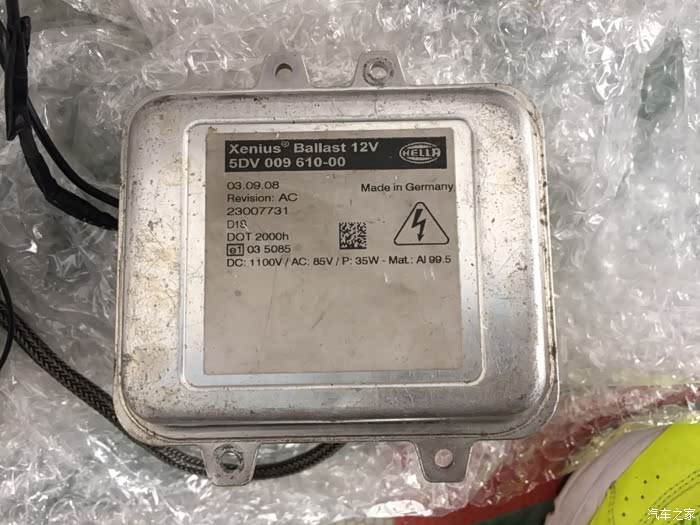 Xenius® Ballast 12V
5DV 009 610-00
HELLA
03.09.08
Made in Germany
Revision: AC
23007731
D1S
DOT 2000h
e1 03 5085
DC: 1100V / AC: 85V / P: 35W - Mat.: Al 99.5
汽车之家